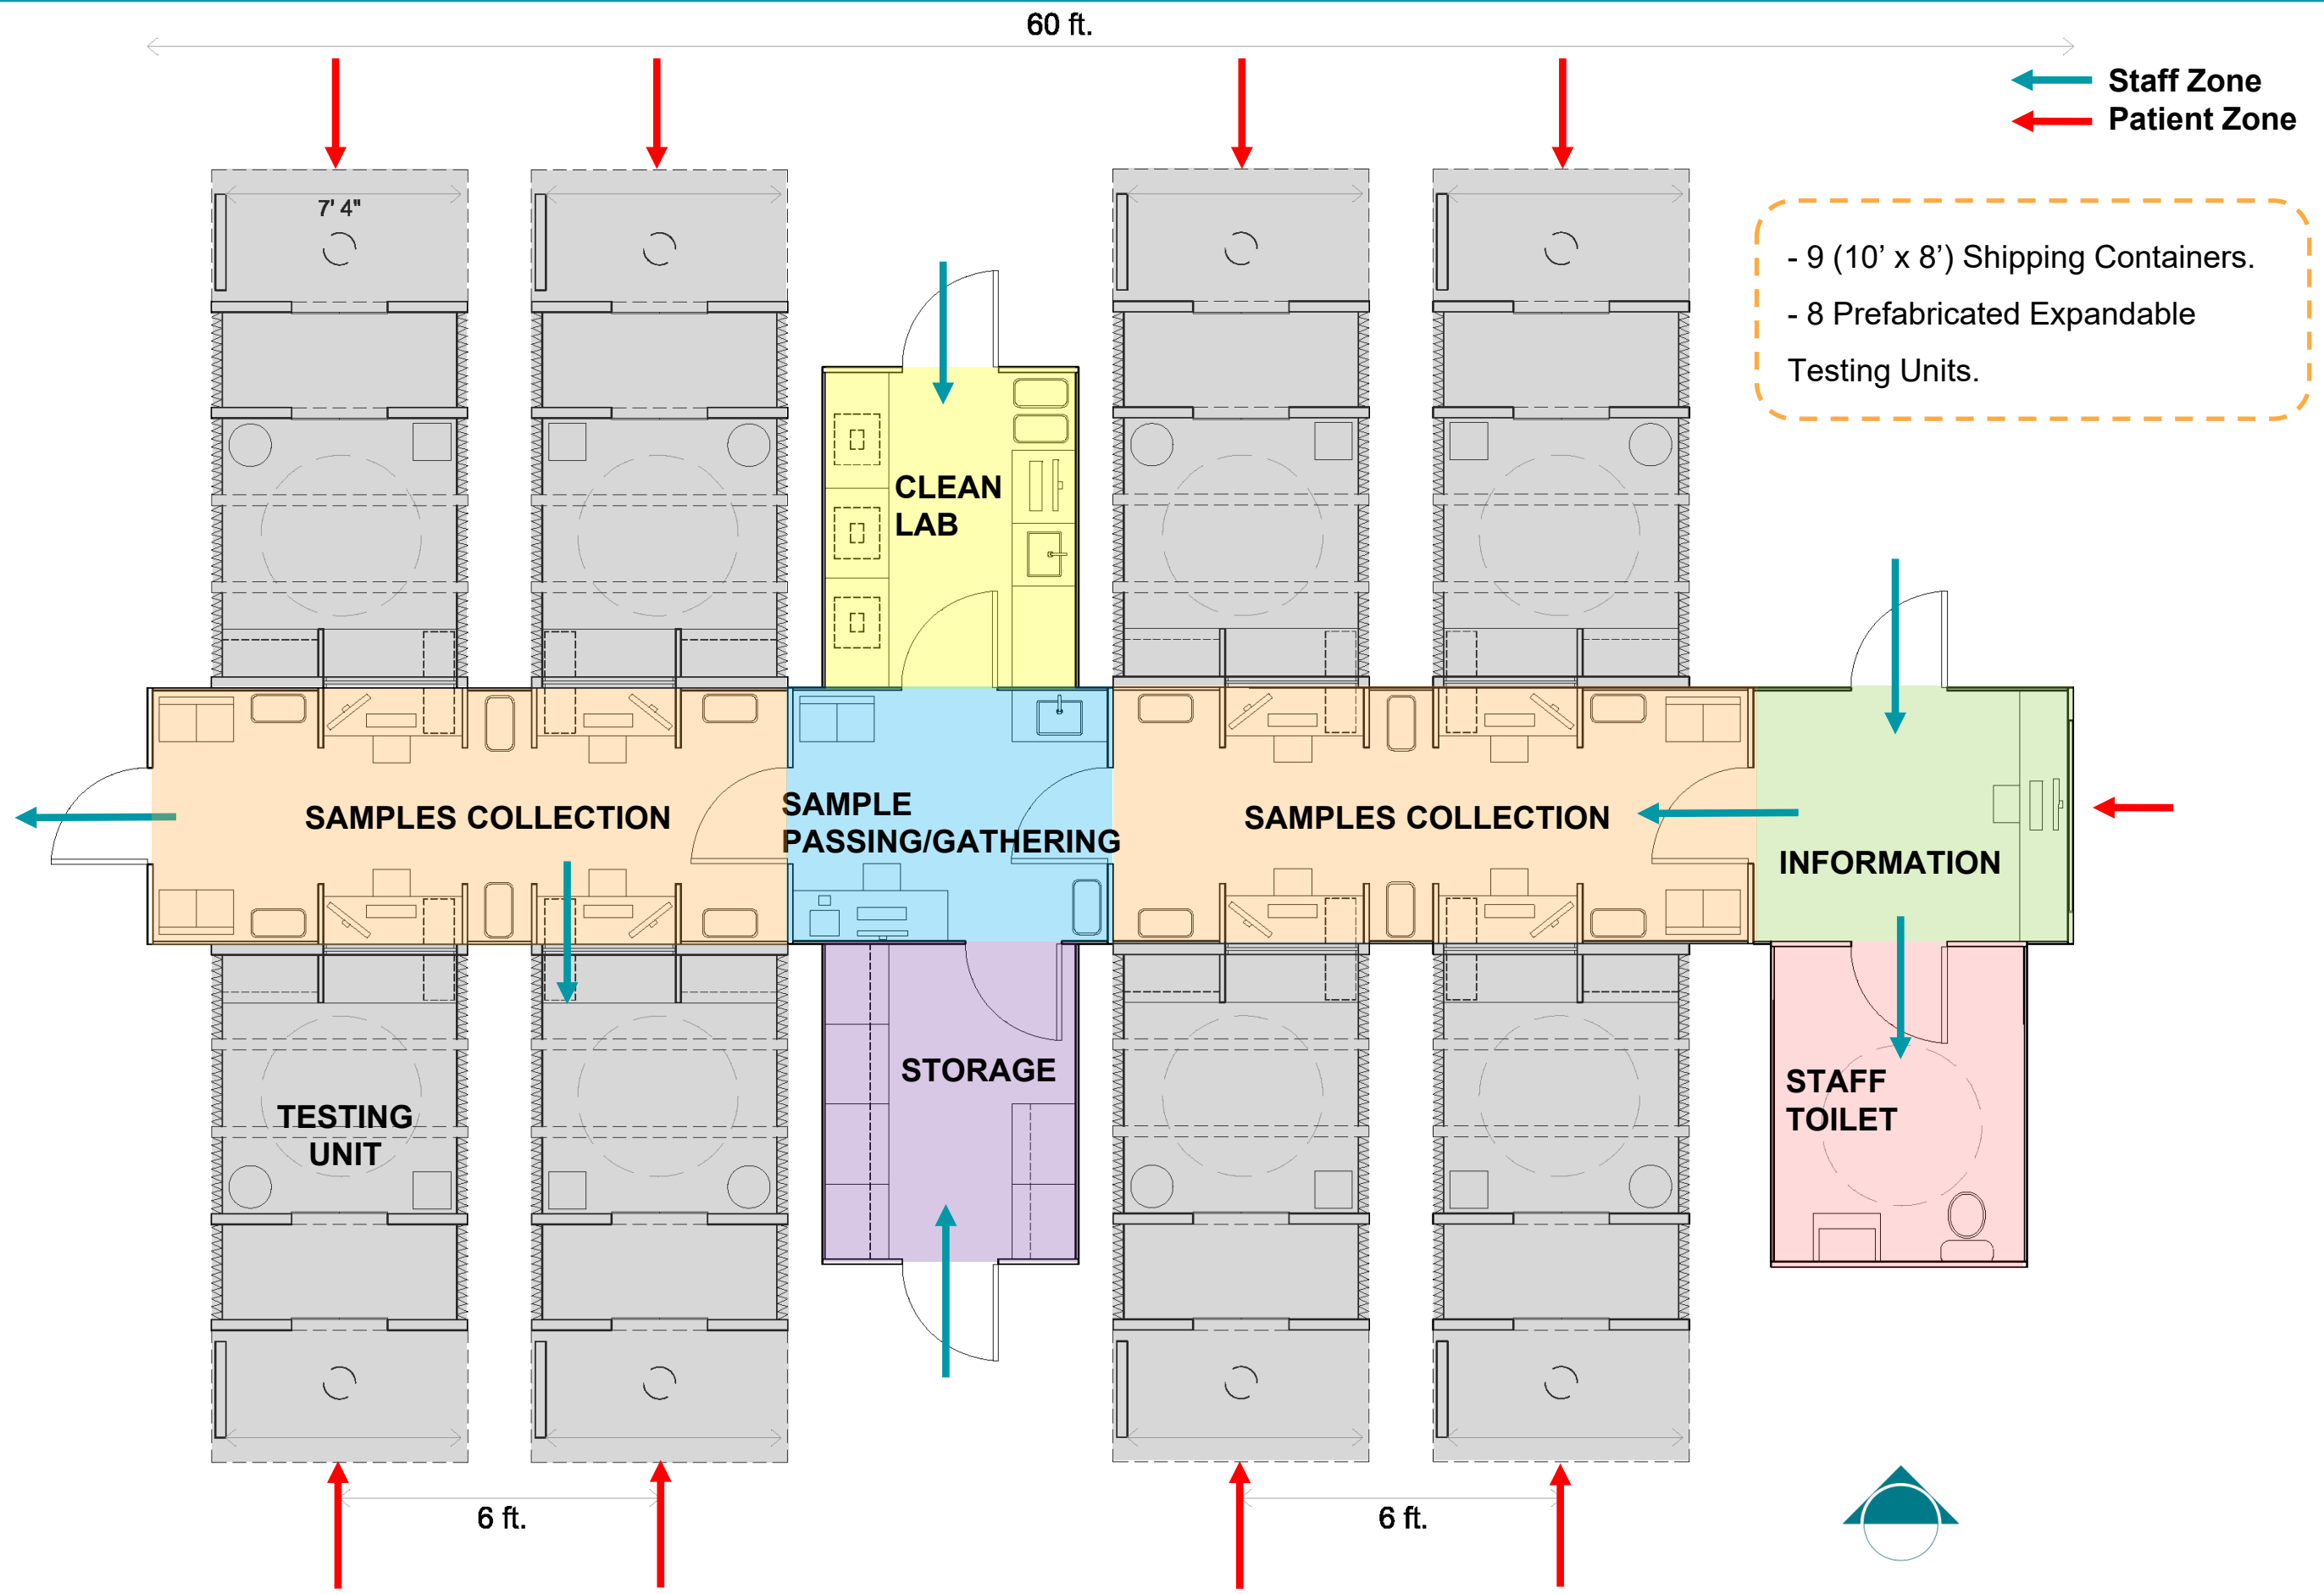 60 ft.
Staff Zone
Patient Zone
7' 4"
- 9 (10’ x 8’) Shipping Containers.
- 8 Prefabricated Expandable
Testing Units.
CLEAN
LAB
SAMPLES COLLECTION
SAMPLE
PASSING/GATHERING
SAMPLES COLLECTION
INFORMATION
STORAGE
STAFF
TOILET
TESTING
UNIT
6 ft.
6 ft.